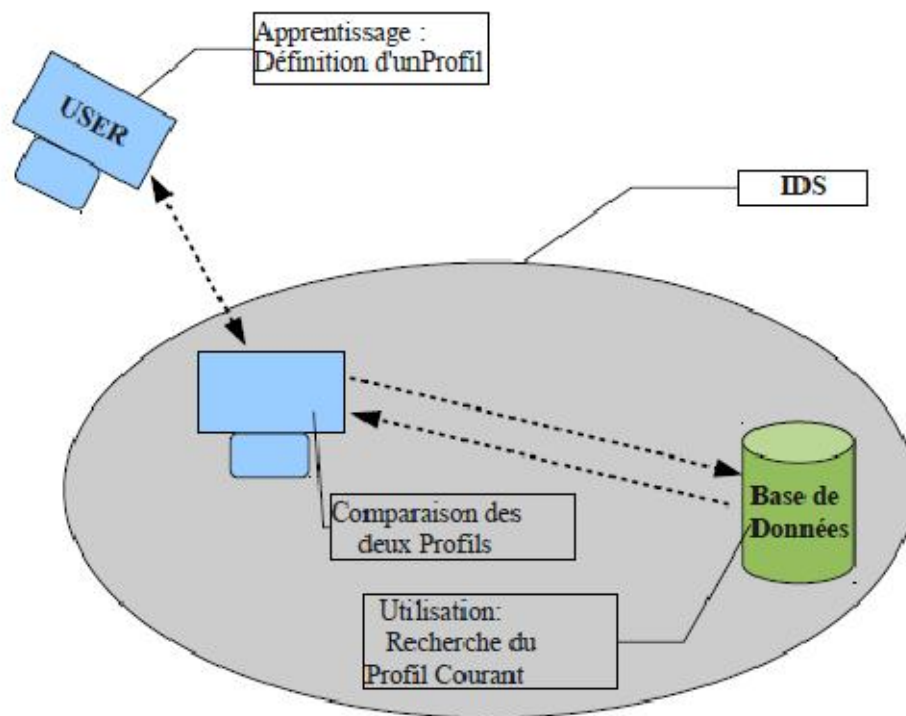 Apprentissage :
Définition d'unProfil
USER
IDS
Comparaison des
deux Profils
Base de
Données
Utilisation:
Recherche du
Profil Courant